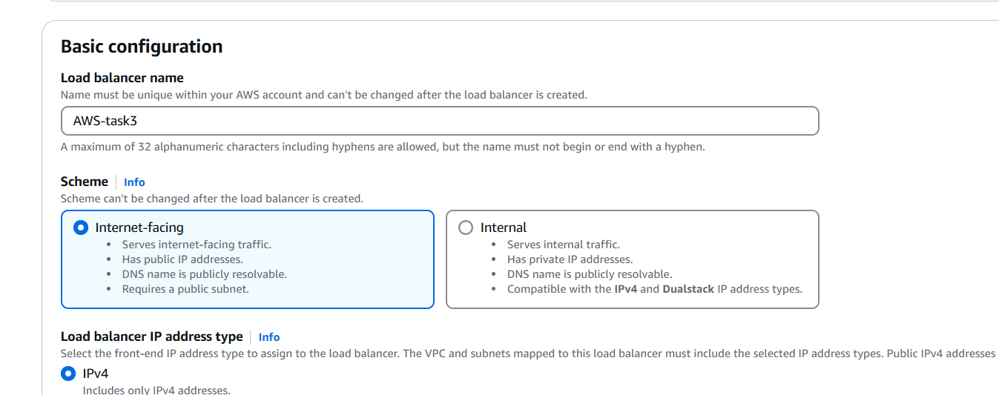 Basic configuration
Load balancer name
Name must be unique within your AWS account and can't be changed after the load balancer is created.
AWS-task3
A maximum of 32 alphanumeric characters including hyphens are allowed, but the name must not begin or end with a hyphen.
Scheme Info
Scheme can't be changed after the load balancer is created.
Internet-facing
• Serves internet-facing traffic.
• Has public IP addresses.
• DNS name is publicly resolvable.
• Requires a public subnet.
Internal
• Serves internal traffic.
• Has private IP addresses.
• DNS name is publicly resolvable.
• Compatible with the IPv4 and Dualstack IP address types.
Load balancer IP address type Info
Select the front-end IP address type to assign to the load balancer. The VPC and subnets mapped to this load balancer must include the selected IP address types. Public IPv4 addresses
IPv4
Includes only IPv4 addresses.